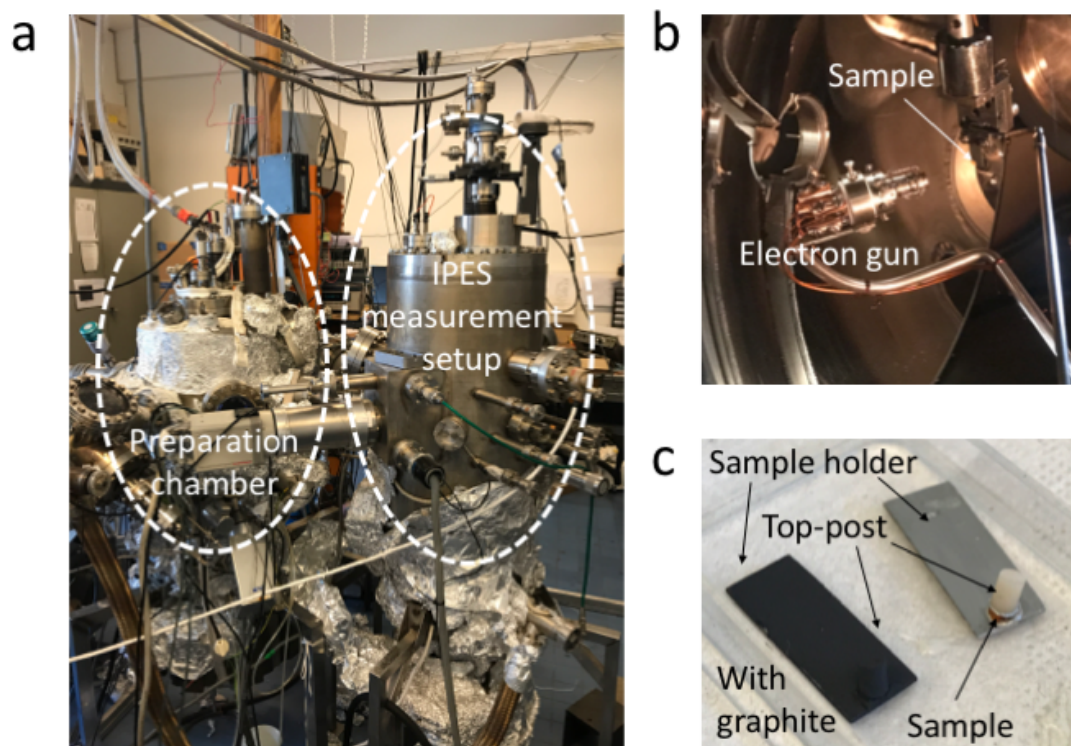 a
IPES
measurement
setup
Preparation
chamber
b
Sample
Electron gun
c
Sample holder
Top-post
With
graphite
Sample